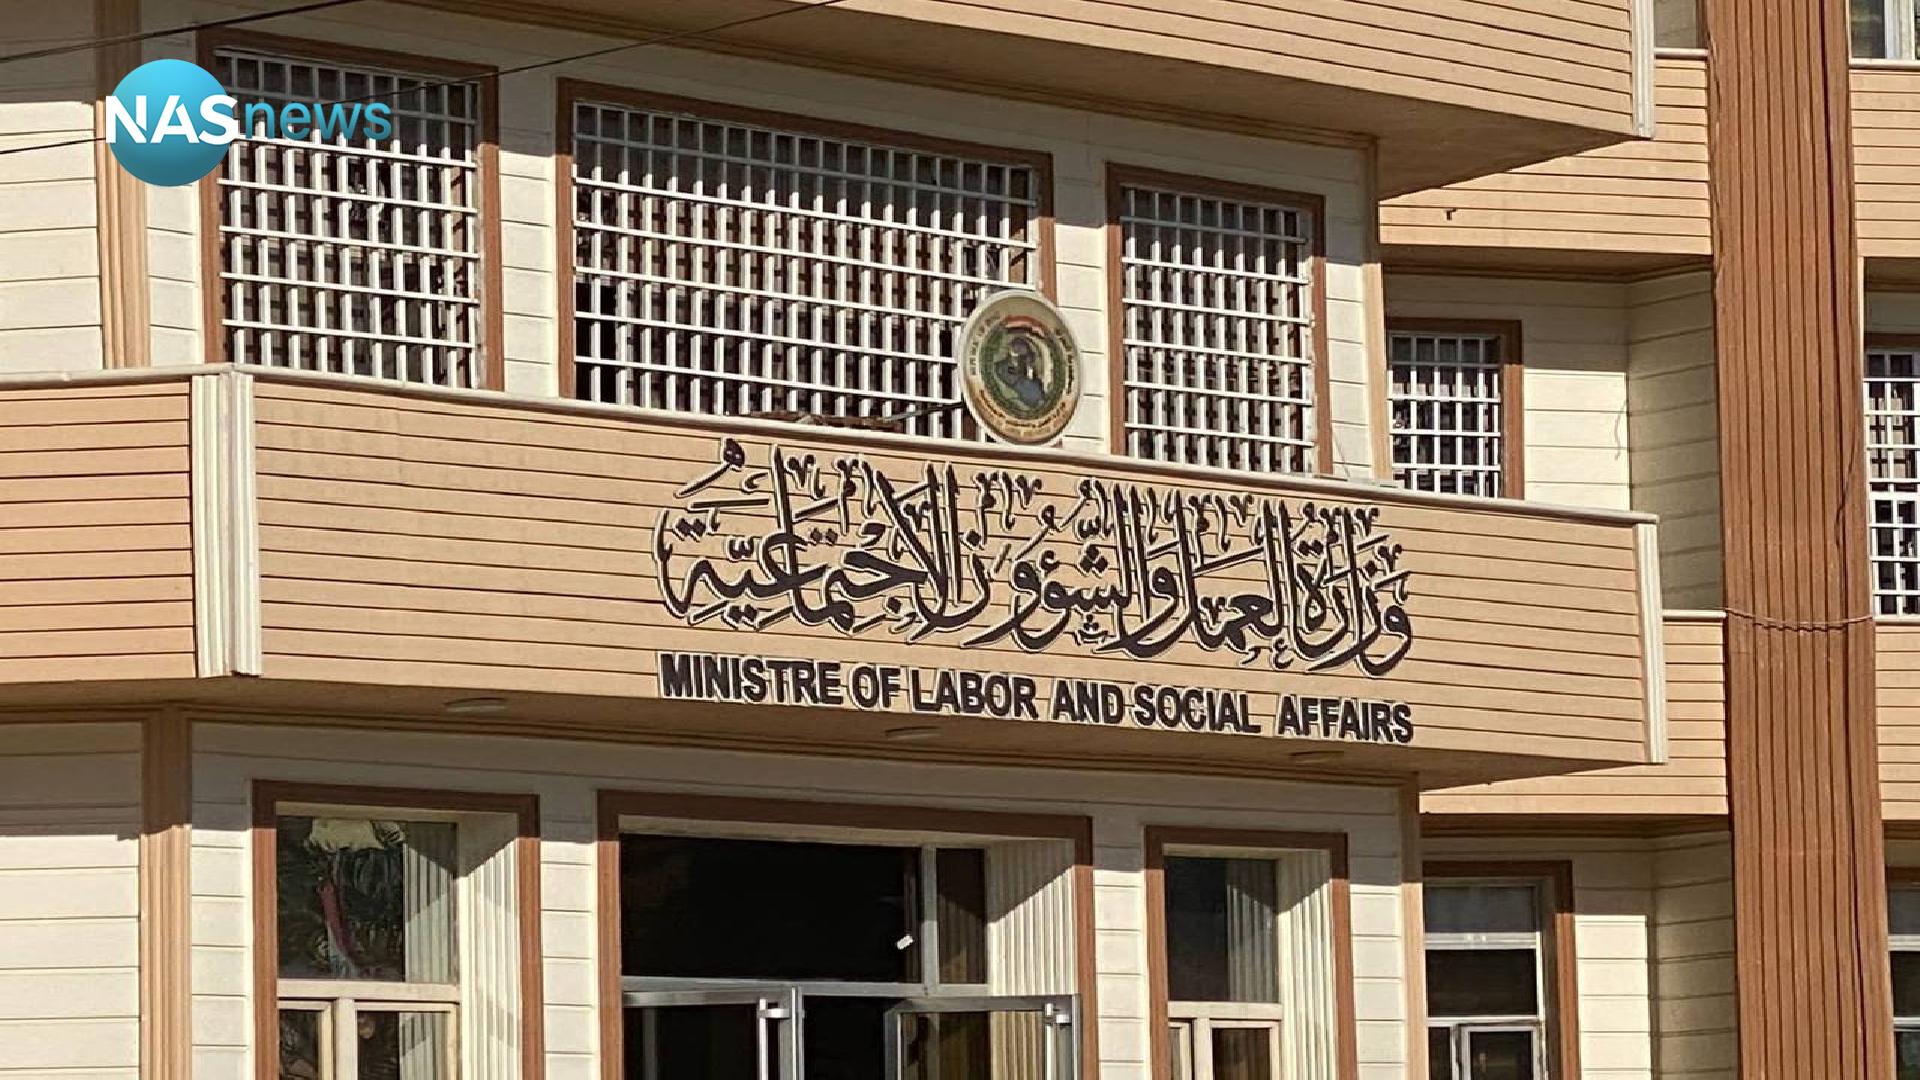 NASnews
وزارة العمل والشؤون الاجتماعية
MINISTRE OF LABOR AND SOCIAL AFFAIRS